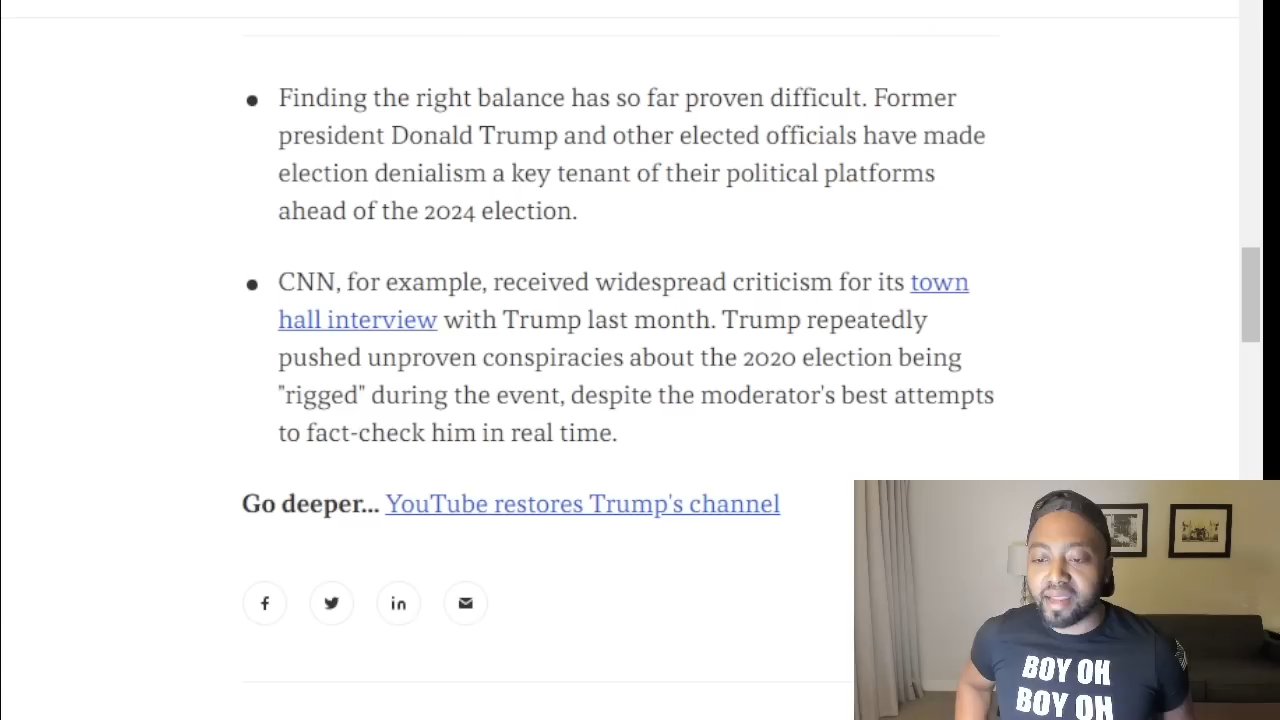 Finding the right balance has so far proven difficult. Former
president Donald Trump and other elected officials have made
election denialism a key tenant of their political platforms
ahead of the 2024 election.
CNN, for example, received widespread criticism for its town
hall interview with Trump last month. Trump repeatedly
pushed unproven conspiracies about the 2020 election being
"rigged" during the event, despite the moderator's best attempts
to fact-check him in real time.
Go deeper... YouTube restores Trump's channel
BOY OH
BOY OH